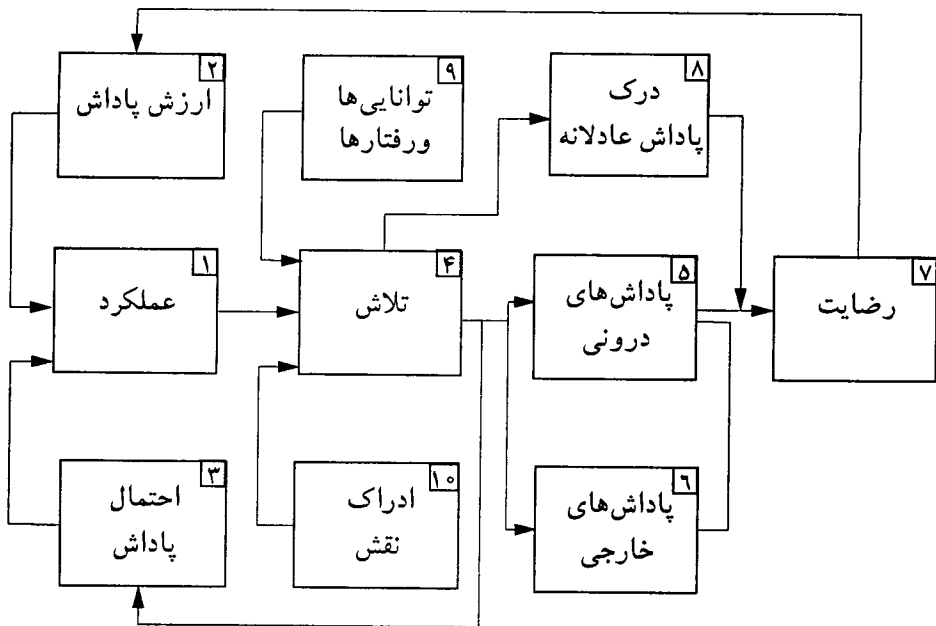 ۲
ارزش پاداش
۹
توانایی‌ها
ورفتارها
۸
درک
پاداش عادلانه
۱
عملکرد
۴
تلاش
۵
پاداش‌های
درونی
۷
رضایت
۳
احتمال
پاداش
۱۰
ادراک
نقش
۶
پاداش‌های
خارجی